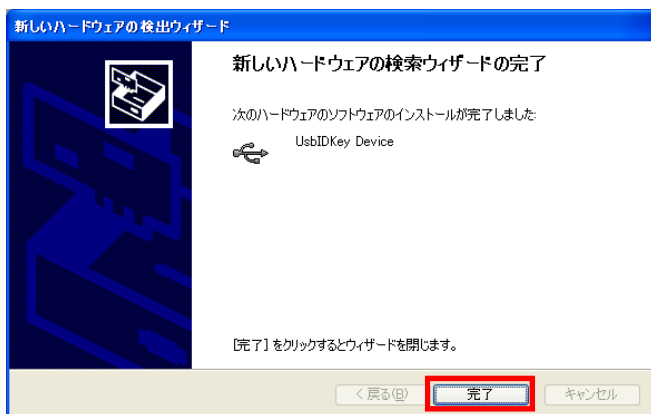 新しいハードウェアの検出ウィザード
新しいハードウェアの検索ウィザードの完了
次のハードウェアのソフトウェアのインストールが完了しました:
UsbIDKey Device
[完了] をクリックするとウィザードを閉じます。
< 戻る(B) 完了 キャンセル